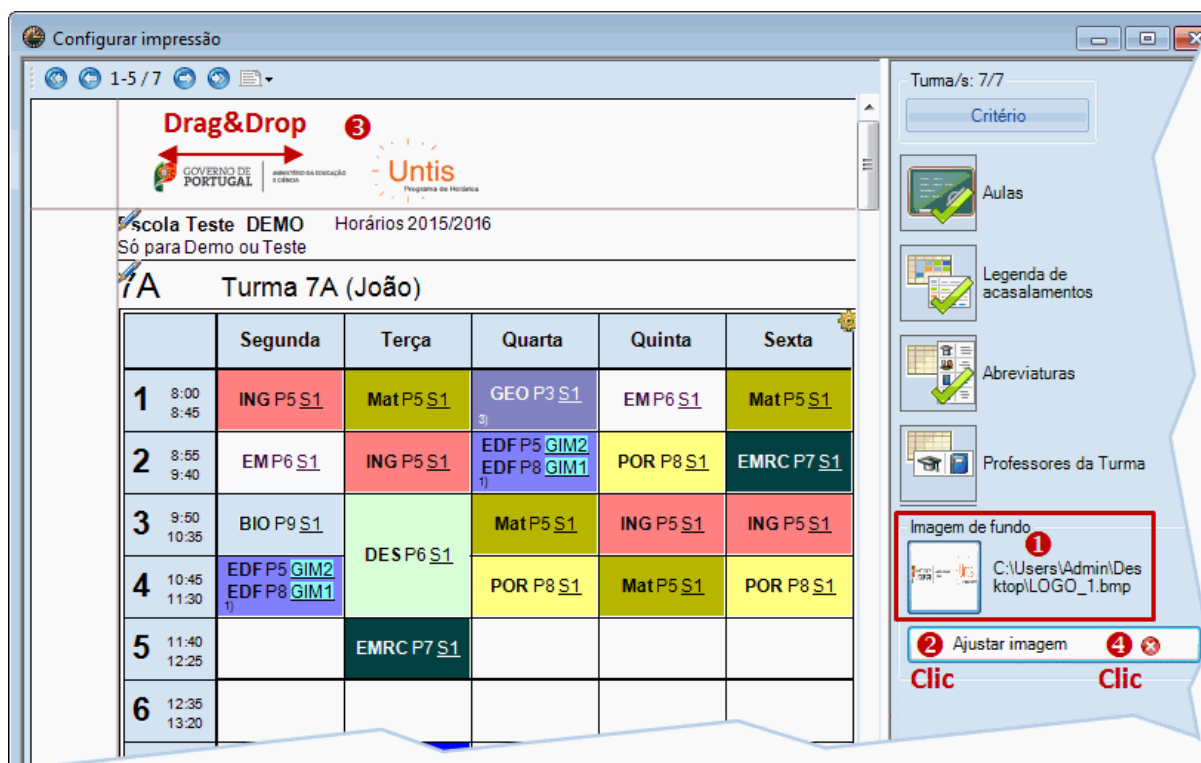 Configurar impressão
1-5 / 7
Drag&Drop 3
GOVERNO DE
PORTUGAL
MINISTÉRIO DA EDUCAÇÃO
E CIÊNCIA
Untis
Programa de Horários
Escola Teste DEMO Horários 2015/2016
Só para Demo ou Teste
7A Turma 7A (João)
Segunda Terça Quarta Quinta Sexta
1 8:00 8:45 ING P5 S1 Mat P5 S1 GEO P3 S1 3) EM P6 S1 Mat P5 S1
2 8:55 9:40 EM P6 S1 ING P5 S1 EDF P5 GIM2 EDF P8 GIM1 1) POR P8 S1 EMRC P7 S1
3 9:50 10:35 BIO P9 S1 DES P6 S1 Mat P5 S1 ING P5 S1 ING P5 S1
4 10:45 11:30 EDF P5 GIM2 EDF P8 GIM1 1) POR P8 S1 Mat P5 S1 POR P8 S1
5 11:40 12:25 EMRC P7 S1
6 12:35 13:20
Turma/s: 7/7
Critério
Aulas
Legenda de
acasalamentos
Abreviaturas
Professores da Turma
Imagem de fundo
1
C:\Users\Admin\Des
ktop\LOGO_1.bmp
2 Ajustar imagem 4
Clic Clic